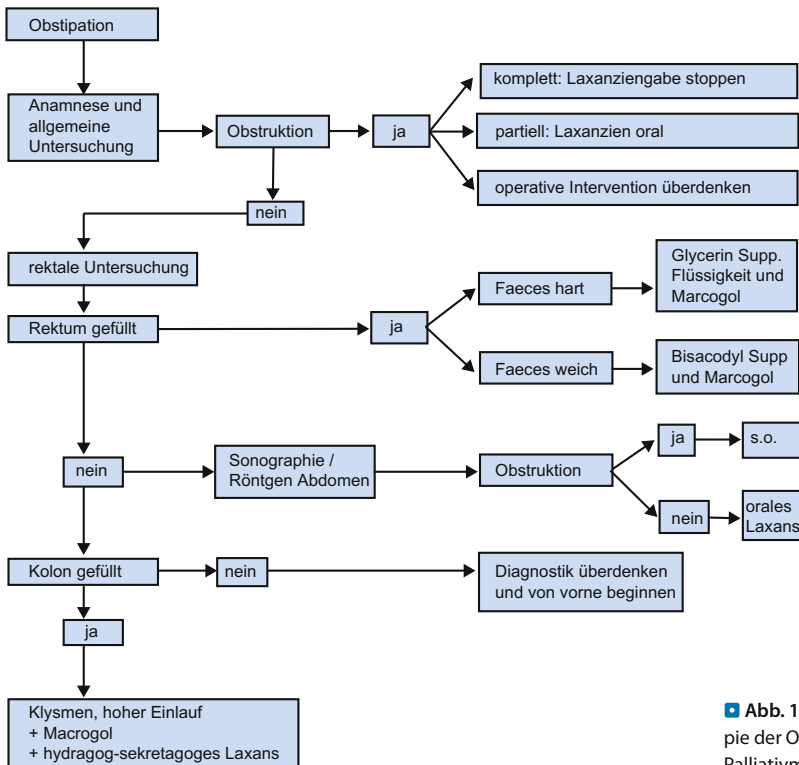 Obstipation
Anamnese und
allgemeine
Untersuchung
Obstruktion
ja
komplett: Laxanziengabe stoppen
partiell: Laxanzien oral
operative Intervention überdenken
nein
rektale Untersuchung
Rektum gefüllt
ja
Faeces hart
Glycerin Supp.
Flüssigkeit und
Marcogol
Faeces weich
Bisacodyl Supp
und Marcogol
nein
Sonographie /
Röntgen Abdomen
Obstruktion
ja
s.o.
nein
orales
Laxans
Kolon gefüllt
nein
Diagnostik überdenken
und von vorne beginnen
ja
Klysmen, hoher Einlauf
+ Macrogol
+ hydragog-sekretagoges Laxans
Abb. 1
pie der O